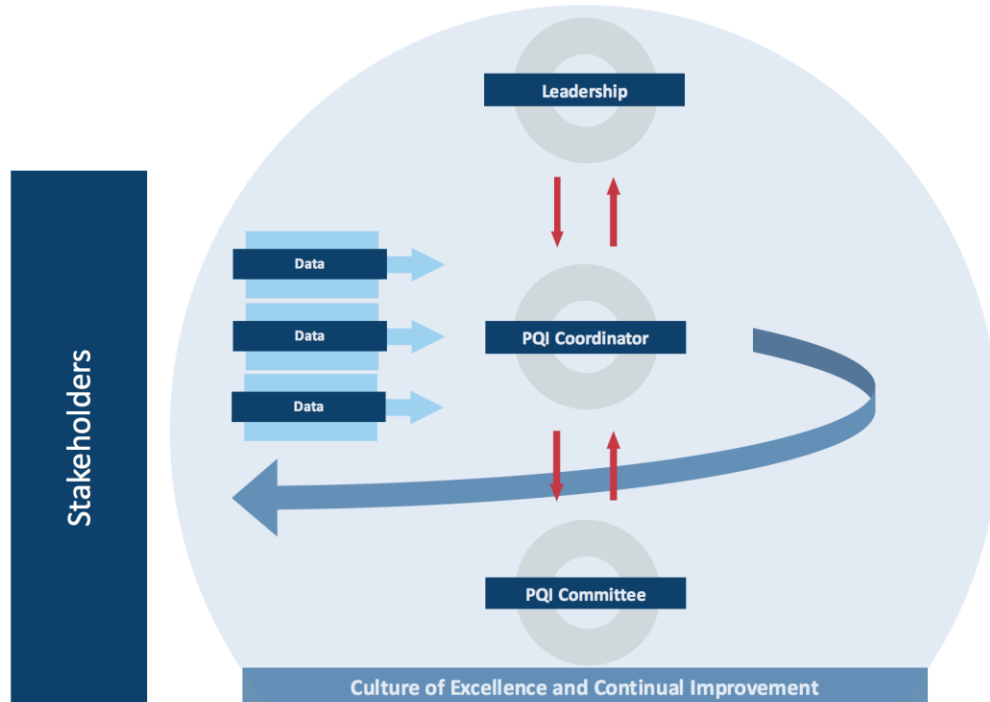 Leadership
Stakeholders
Data
Data
PQI Coordinator
Data
PQI Committee
Culture of Excellence and Continual Improvement